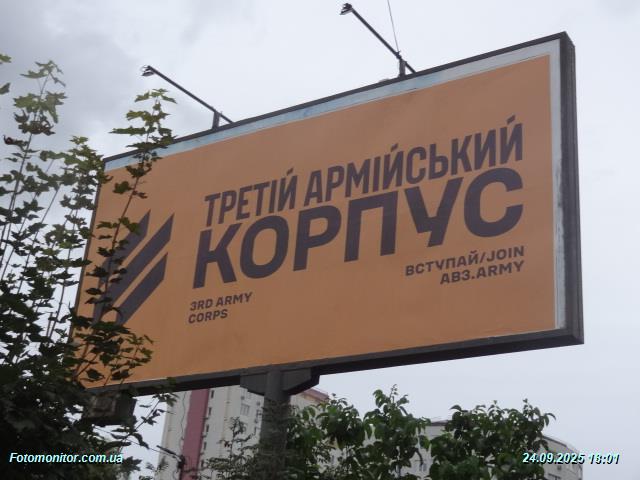 ТРЕТІЙ АРМІЙСЬКИЙ
КОРПУС
3RD ARMY
CORPS
ВСТУПАЙ/JOIN
AB3.ARMY
Fotomonitor.com.ua
24.09.2025 18:01